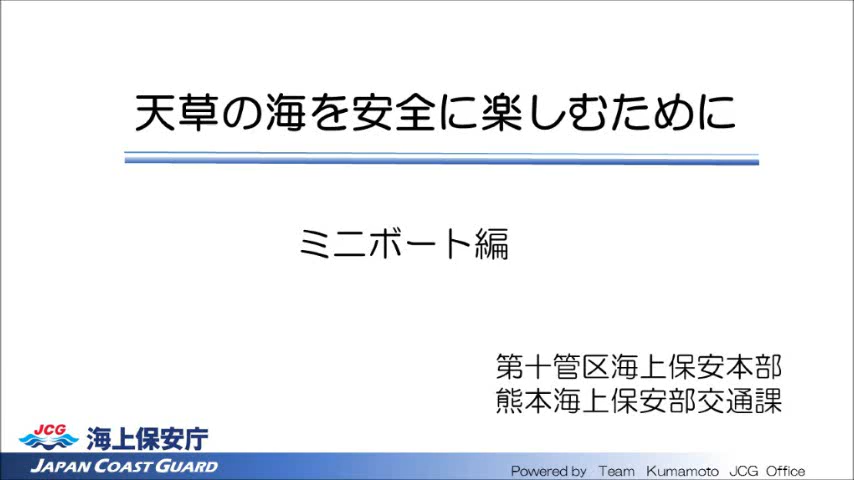 天草の海を安全に楽しむために
ミニボート編
第十管区海上保安本部
熊本海上保安部交通課
JCG 海上保安庁
JAPAN COAST GUARD
Powered by Team Kumamoto JCG Office